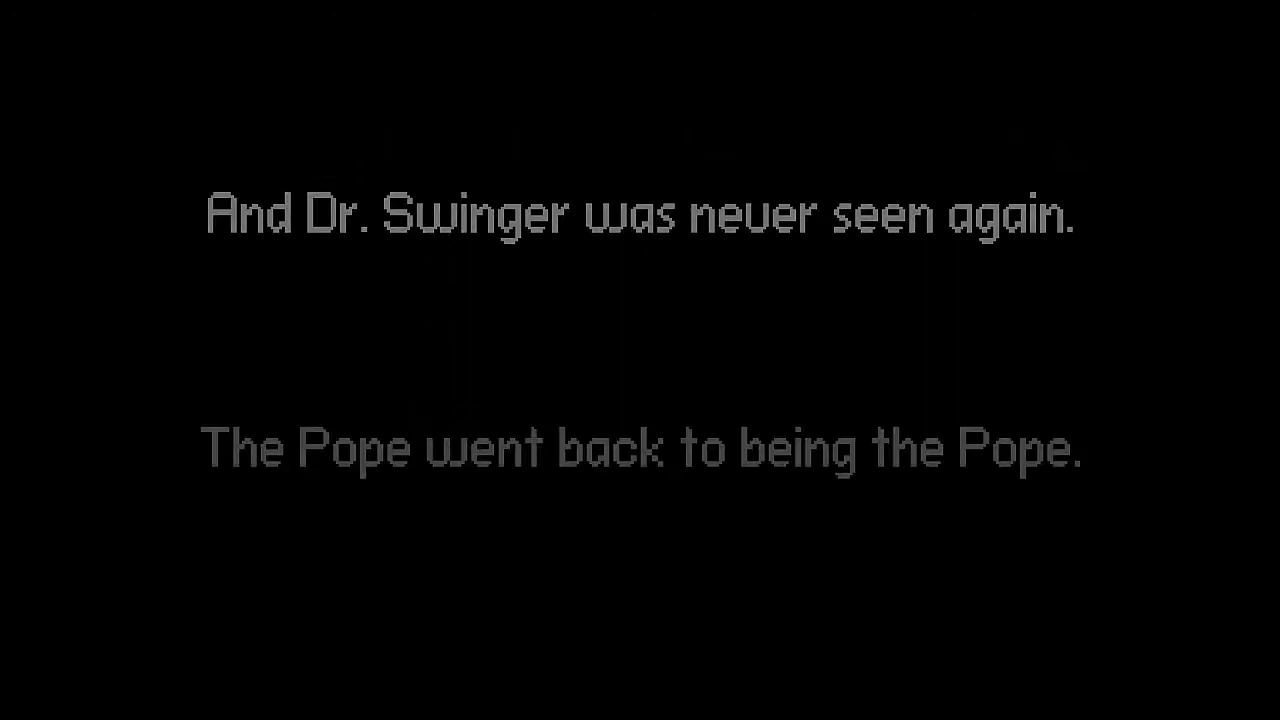 And Dr. Swinger was never seen again.
The Pope went back to being the Pope.